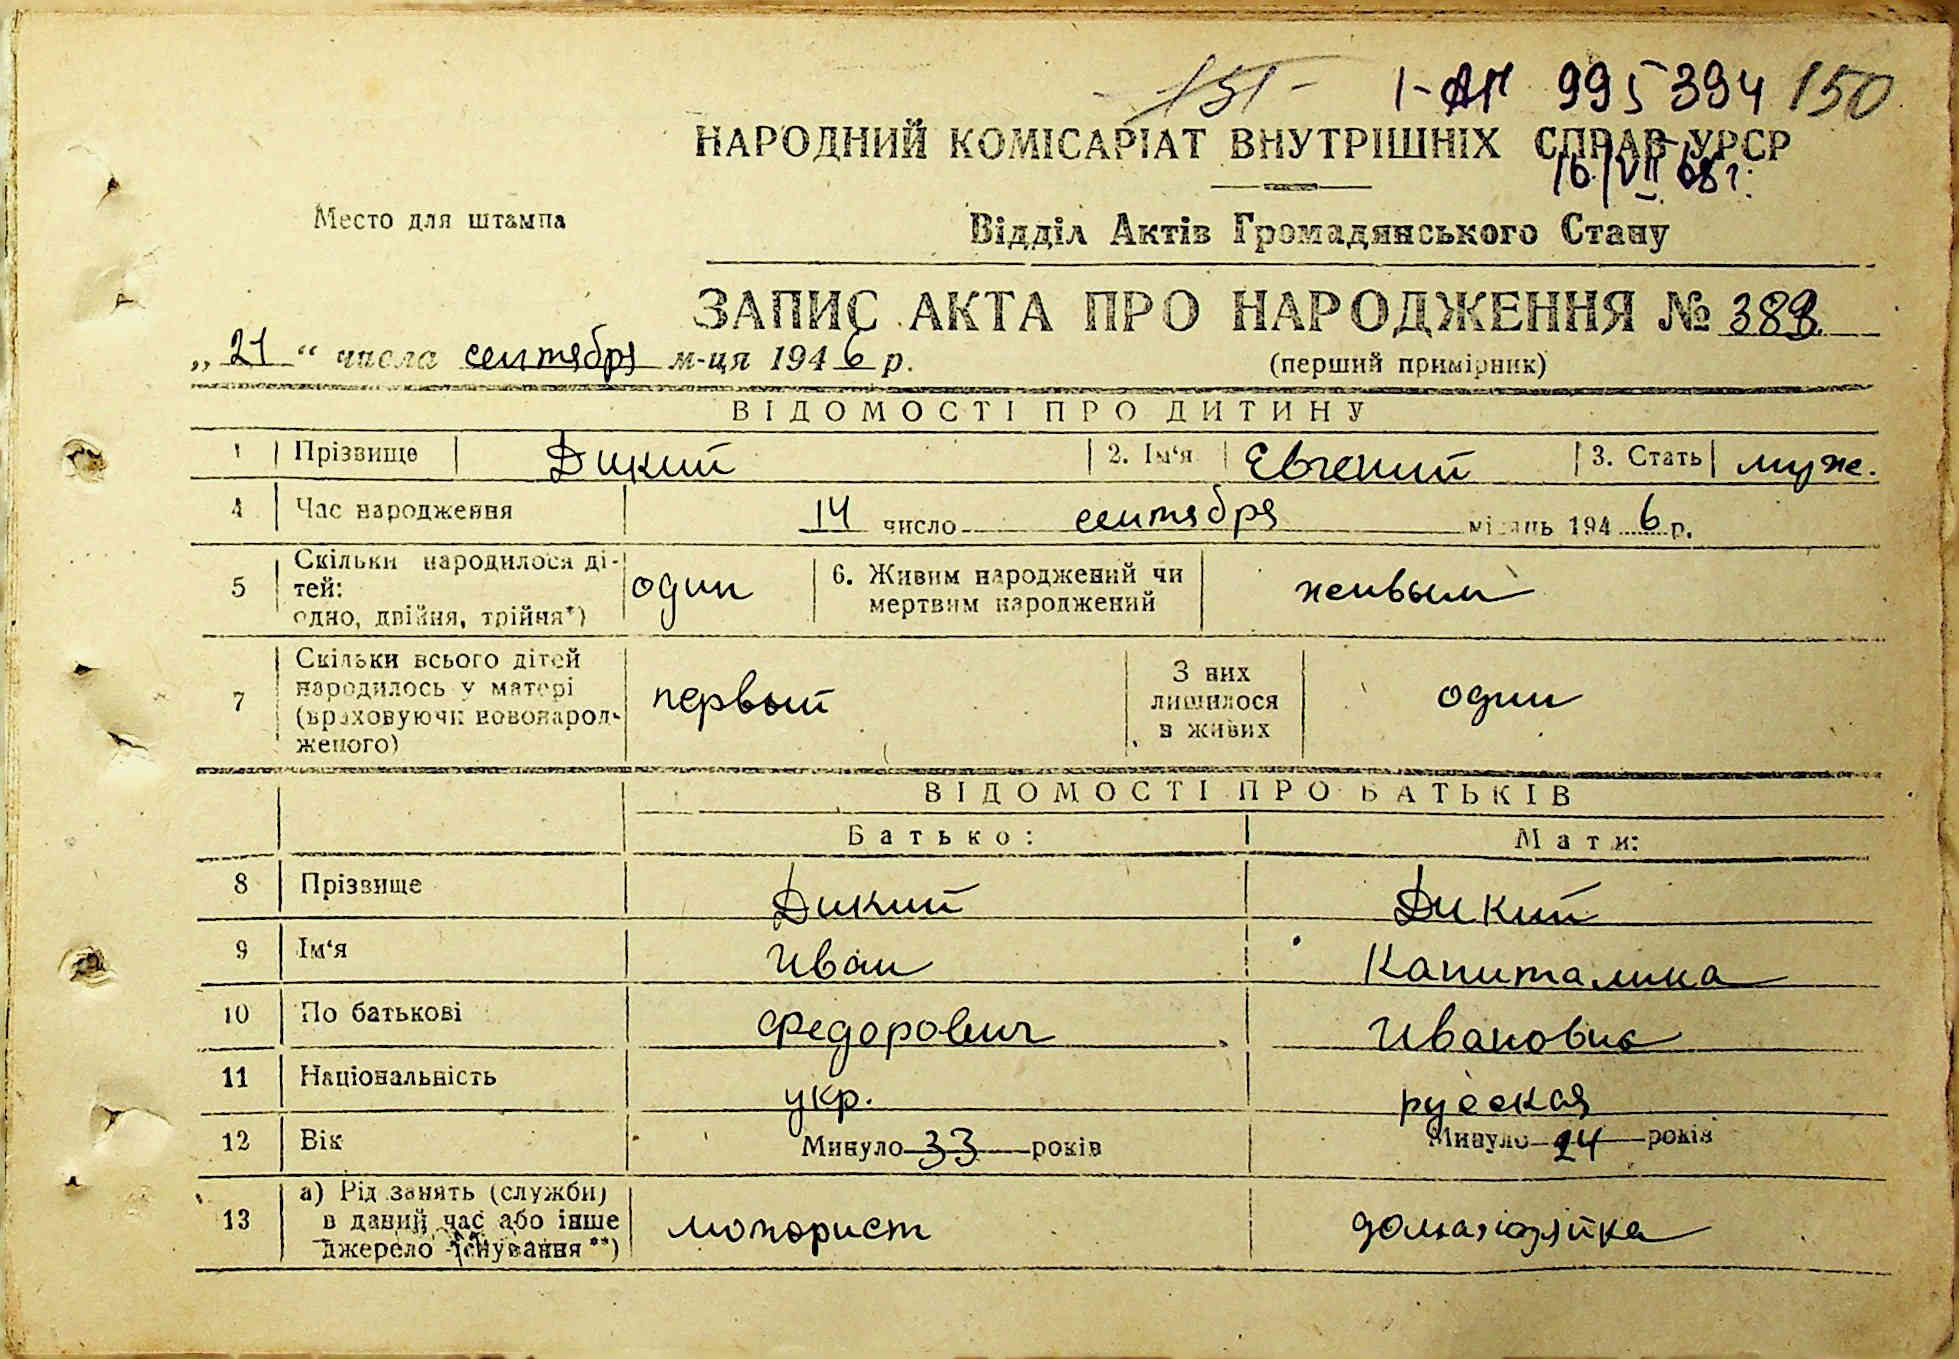 -151- І-АП 995394 150
НАРОДНИЙ КОМІСАРІАТ ВНУТРІШНІХ СПРАВ УРСР
16/VII 68 г.
Место для штампа
Відділ Актів Громадянського Стану
ЗАПИС АКТА ПРО НАРОДЖЕННЯ № 388
„21“ числа сентября м-ця 1946 р.
(перший примірник)
ВІДОМОСТІ ПРО ДИТИНУ
1 Прізвище Дикий 2. Ім‘я Евгений 3. Стать муж.
4 Час народження 14 число сентября місяць 1946 р.
5 Скільки народилося ді-
тей:
одно, двійня, трійня*) один 6. Живим народжений чи
мертвим народжений живым
7 Скільки всього дітей
народилось у матері
(враховуючи новонарод-
женого) первый З них
лишилося
в живих один
ВІДОМОСТІ ПРО БАТЬКІВ
Батько: Мати:
8 Прізвище Дикий Дикий
9 Ім‘я Иван Капиталина
10 По батькові Федорович Ивановна
11 Національність укр. русская
12 Вік Минуло 33 років Минуло 24 років
13 а) Рід занять (служби)
в даний час або інше
джерело існування **) моторист домахозяйка